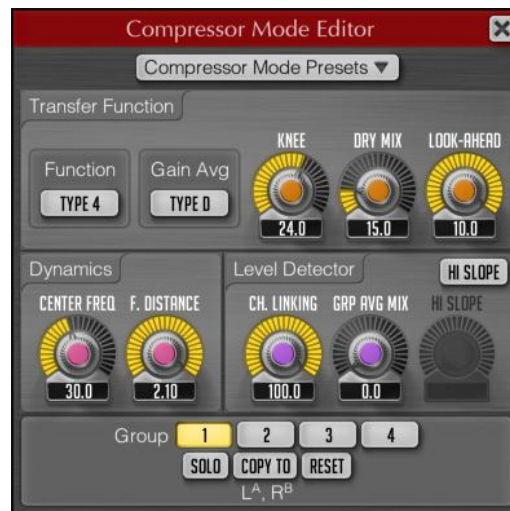 Compressor Mode Editor
Compressor Mode Presets
Transfer Function
KNEE DRY MIX LOOK-AHEAD
Function Gain Avg
TYPE 4 TYPE D
24.0 15.0 10.0
Dynamics Level Detector HI SLOPE
CENTER FREQ F. DISTANCE CH. LINKING GRP AVG MIX HI SLOPE
30.0 2.10 100.0 0.0
Group 1 2 3 4
SOLO COPY TO RESET
Lᴬ, Rᴮ